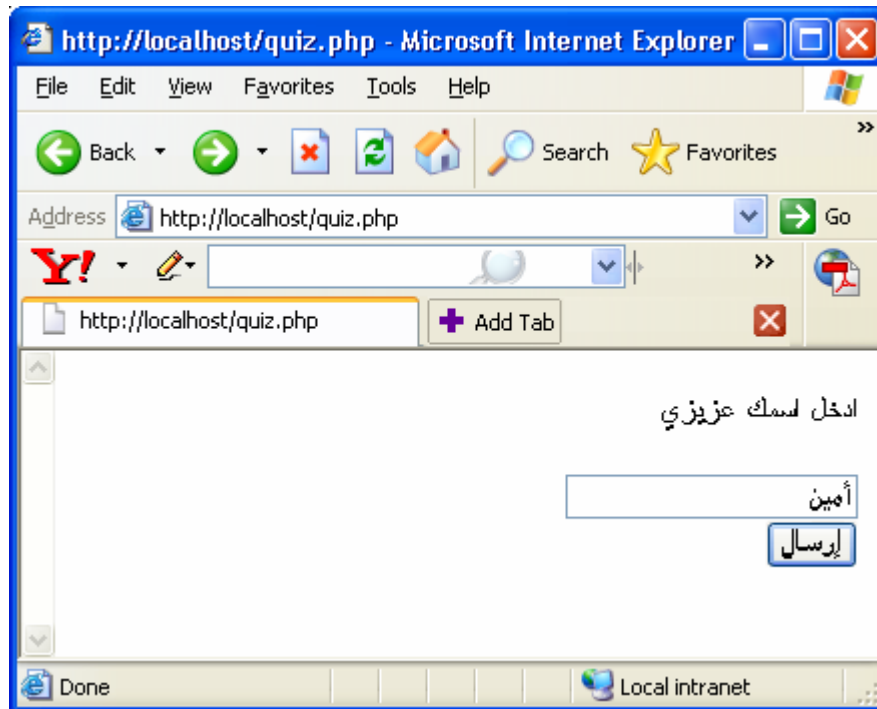 http://localhost/quiz.php - Microsoft Internet Explorer
File Edit View Favorites Tools Help
Back Search Favorites »
Address http://localhost/quiz.php Go
Y! »
http://localhost/quiz.php Add Tab
ادخل اسمك عزيزي
أمين
إرسال
Done Local intranet